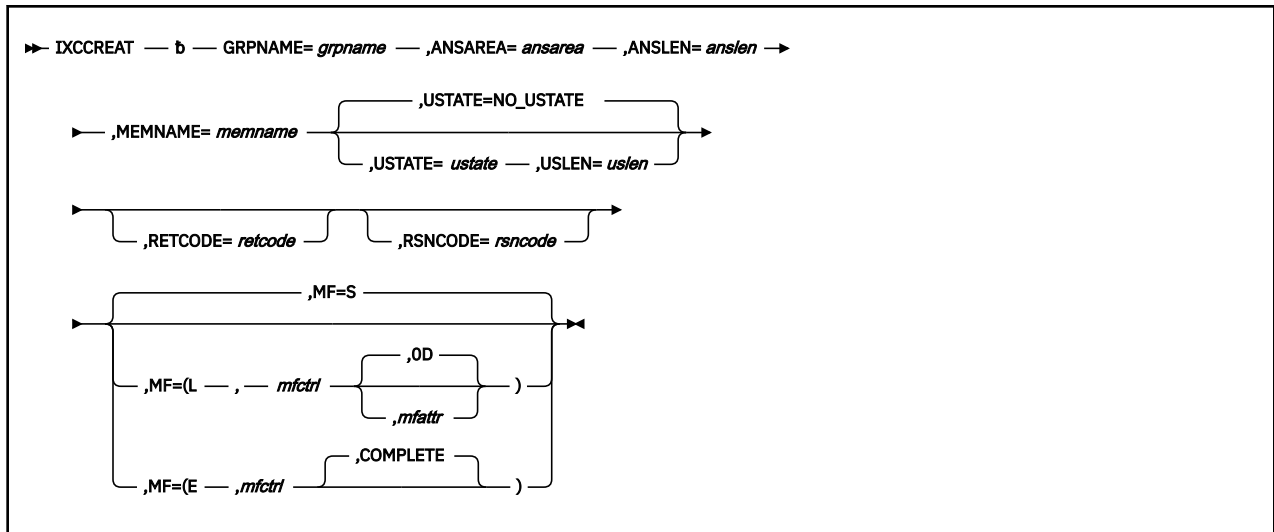 IXCCREAT ƀ GRPNAME= grpname ,ANSAREA= ansarea ,ANSLEN= anslen
,USTATE=NO_USTATE
,MEMNAME= memname
,USTATE= ustate ,USLEN= uslen
,RETCODE= retcode ,RSNCODE= rsncode
,MF=S
,0D
,MF=(L , mfctrl )
,mfattr
,COMPLETE
,MF=(E ,mfctrl )